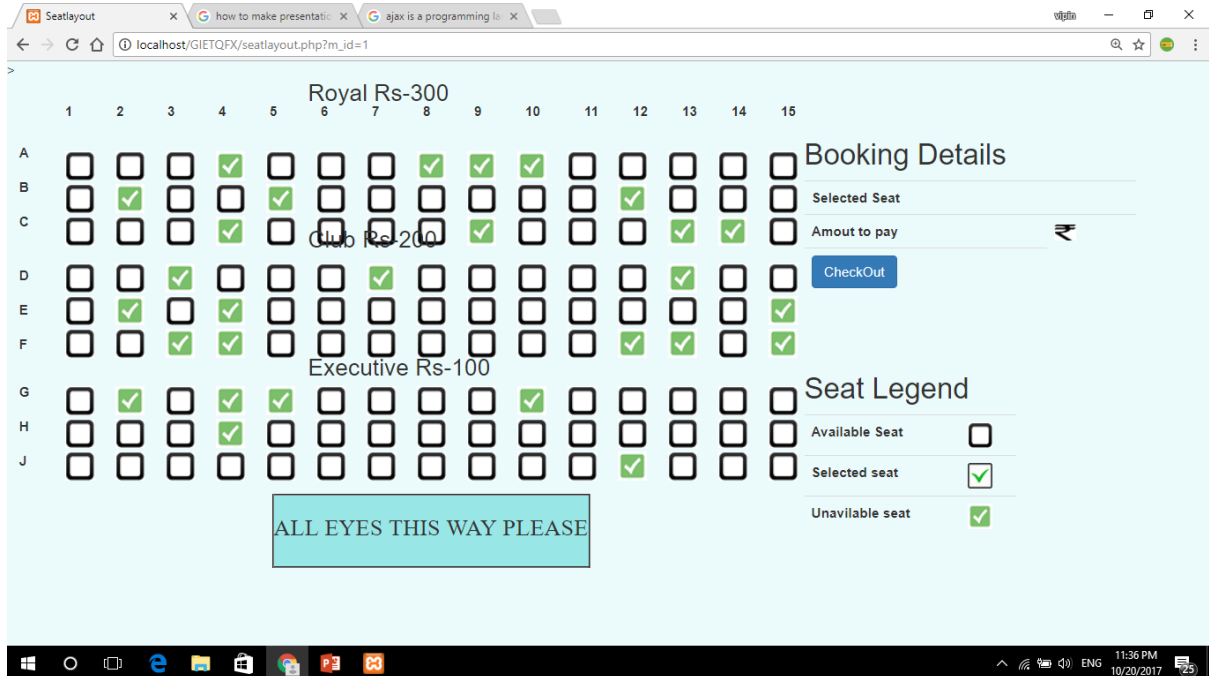 Seatlayout
how to make presentatic
ajax is a programming la
vipin
localhost/GIETQFX/seatlayout.php?m_id=1
>
Royal Rs-300
1 2 3 4 5 6 7 8 9 10 11 12 13 14 15
A
B
C
Club Rs-200
D
E
F
Executive Rs-100
G
H
J
ALL EYES THIS WAY PLEASE
Booking Details
Selected Seat
Amout to pay ₹
CheckOut
Seat Legend
Available Seat
Selected seat
Unavilable seat
ENG
11:36 PM
10/20/2017
25